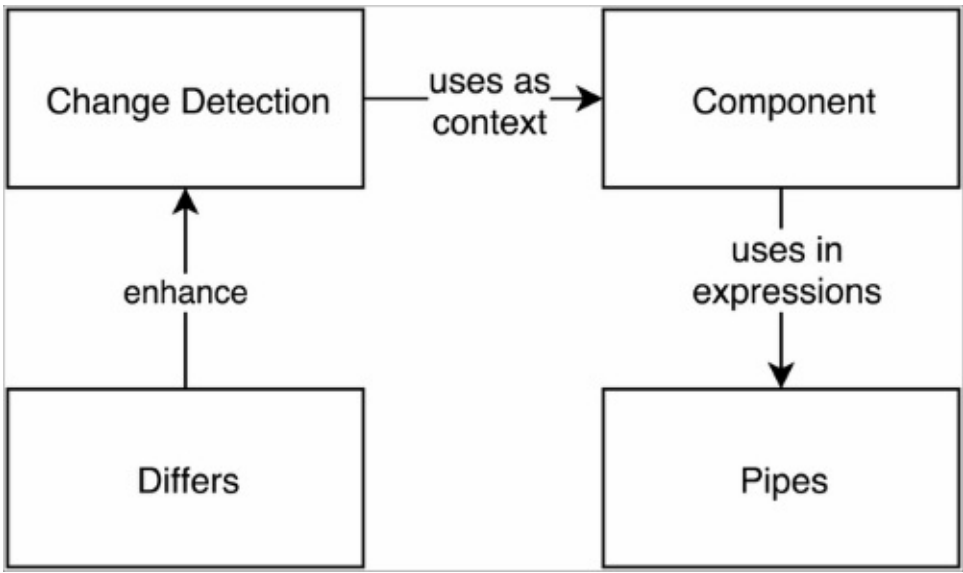 Change Detection
uses as
context
Component
enhance
uses in
expressions
Differs
Pipes